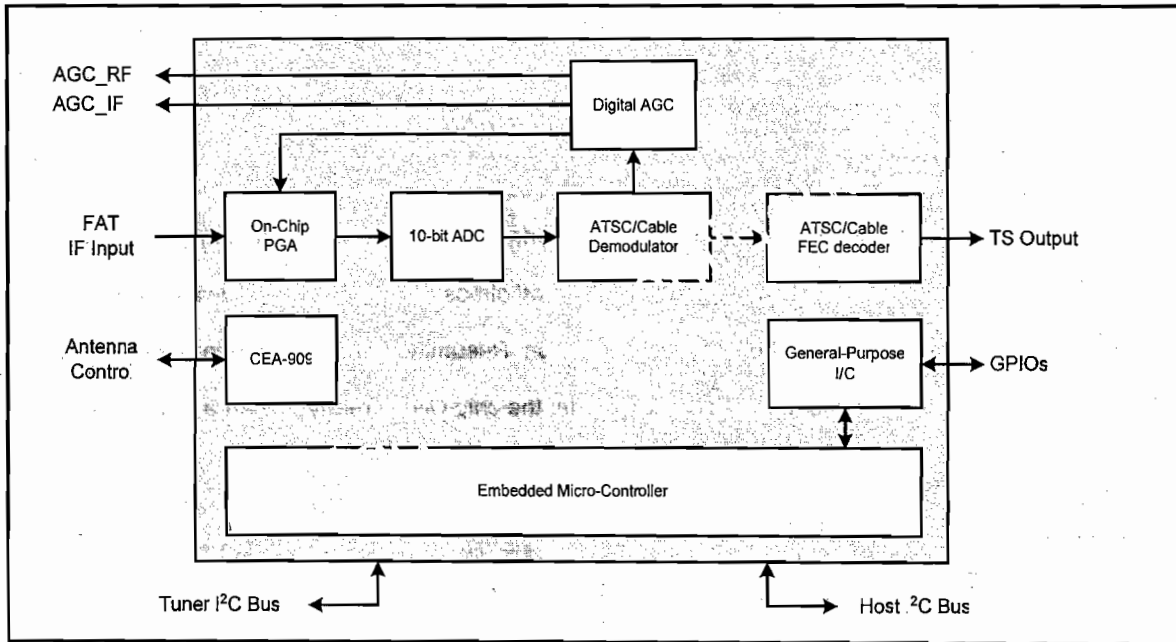 AGC_RF
AGC_IF
Digital AGC
FAT
IF Input
On-Chip
PGA
10-bit ADC
ATSC/Cable
Demodulator
ATSC/Cable
FEC decoder
TS Output
Antenna
Contro.
CEA-909
General-Purpose
I/C
GPIOs
the only
Embedded Micro-Controller
Tuner I²C Bus
Host .²C Bus